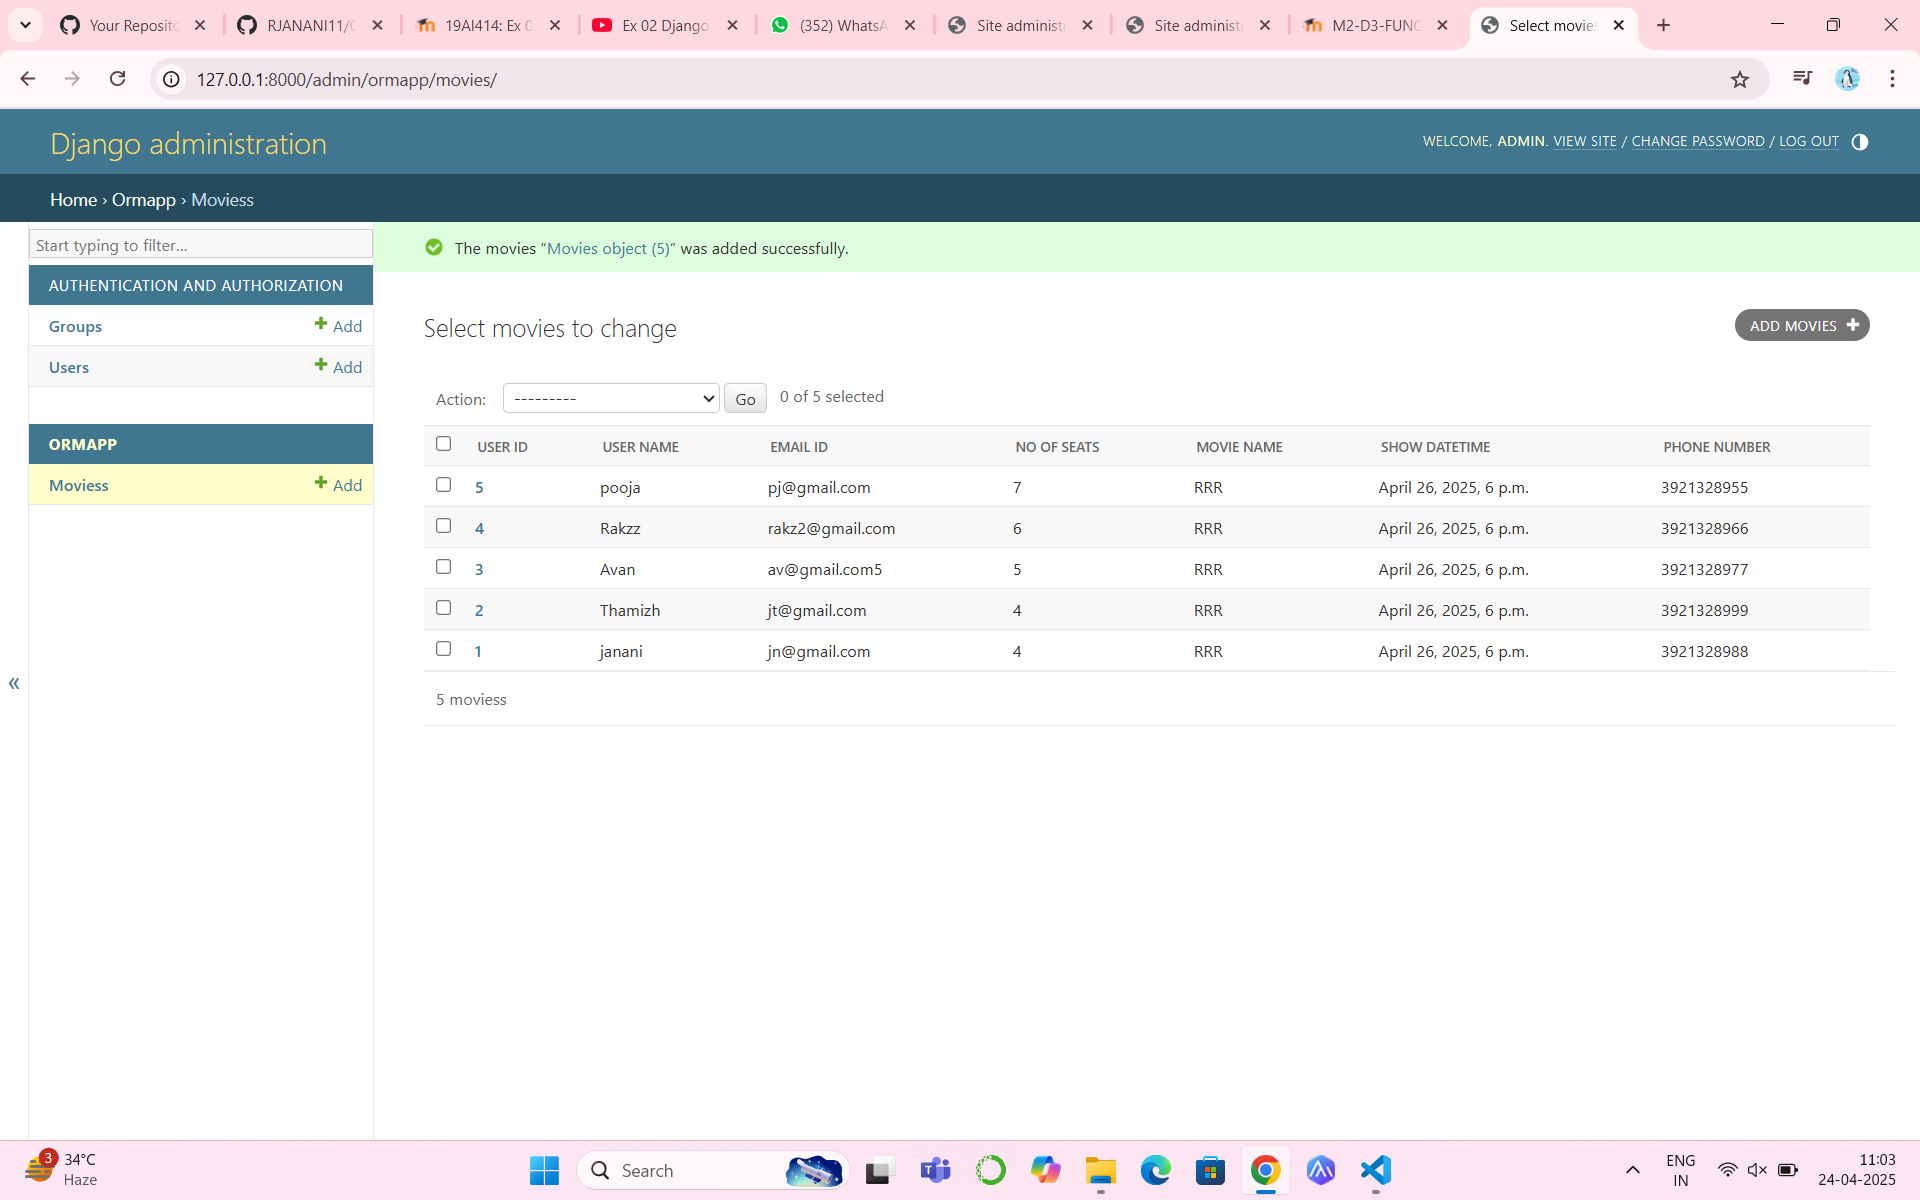 Your Reposito
RJANANI11/
19AI414: Ex 0
Ex 02 Django
(352) WhatsA
Site administr
Site administr
M2-D3-FUNC
Select movies
127.0.0.1:8000/admin/ormapp/movies/
Django administration
WELCOME, ADMIN. VIEW SITE / CHANGE PASSWORD / LOG OUT
Home › Ormapp › Moviess
Start typing to filter...
AUTHENTICATION AND AUTHORIZATION
Groups Add
Users Add
ORMAPP
Moviess Add
«
The movies “Movies object (5)” was added successfully.
Select movies to change
ADD MOVIES
Action: --------- Go 0 of 5 selected
USER ID USER NAME EMAIL ID NO OF SEATS MOVIE NAME SHOW DATETIME PHONE NUMBER
5 pooja pj@gmail.com 7 RRR April 26, 2025, 6 p.m. 3921328955
4 Rakzz rakz2@gmail.com 6 RRR April 26, 2025, 6 p.m. 3921328966
3 Avan av@gmail.com5 5 RRR April 26, 2025, 6 p.m. 3921328977
2 Thamizh jt@gmail.com 4 RRR April 26, 2025, 6 p.m. 3921328999
1 janani jn@gmail.com 4 RRR April 26, 2025, 6 p.m. 3921328988
5 moviess
3
34°C
Haze
Search
ENG
IN
11:03
24-04-2025